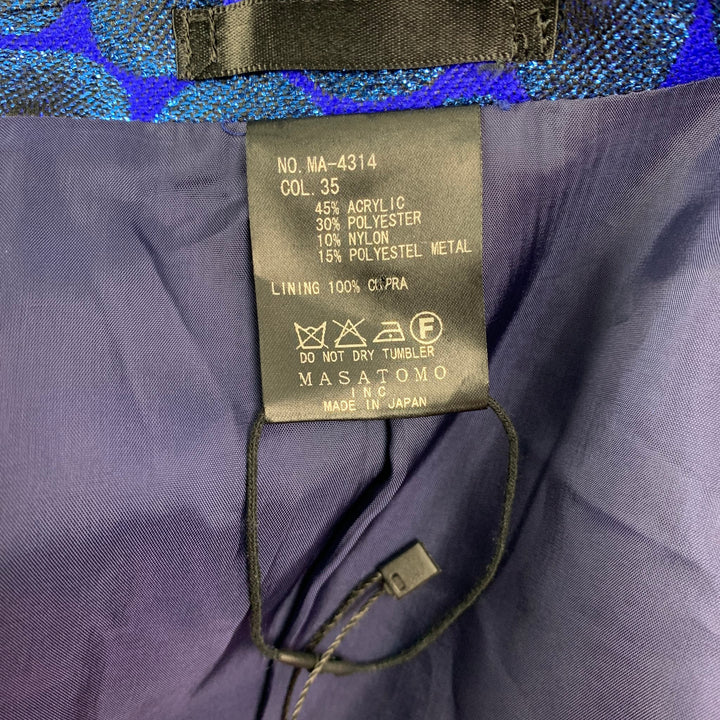 NO. MA-4314
COL. 35
45% ACRYLIC
30% POLYESTER
10% NYLON
15% POLYESTEL METAL
LINING 100% CUPRA
F
DO NOT DRY TUMBLER
MASATOMO
INC
MADE IN JAPAN